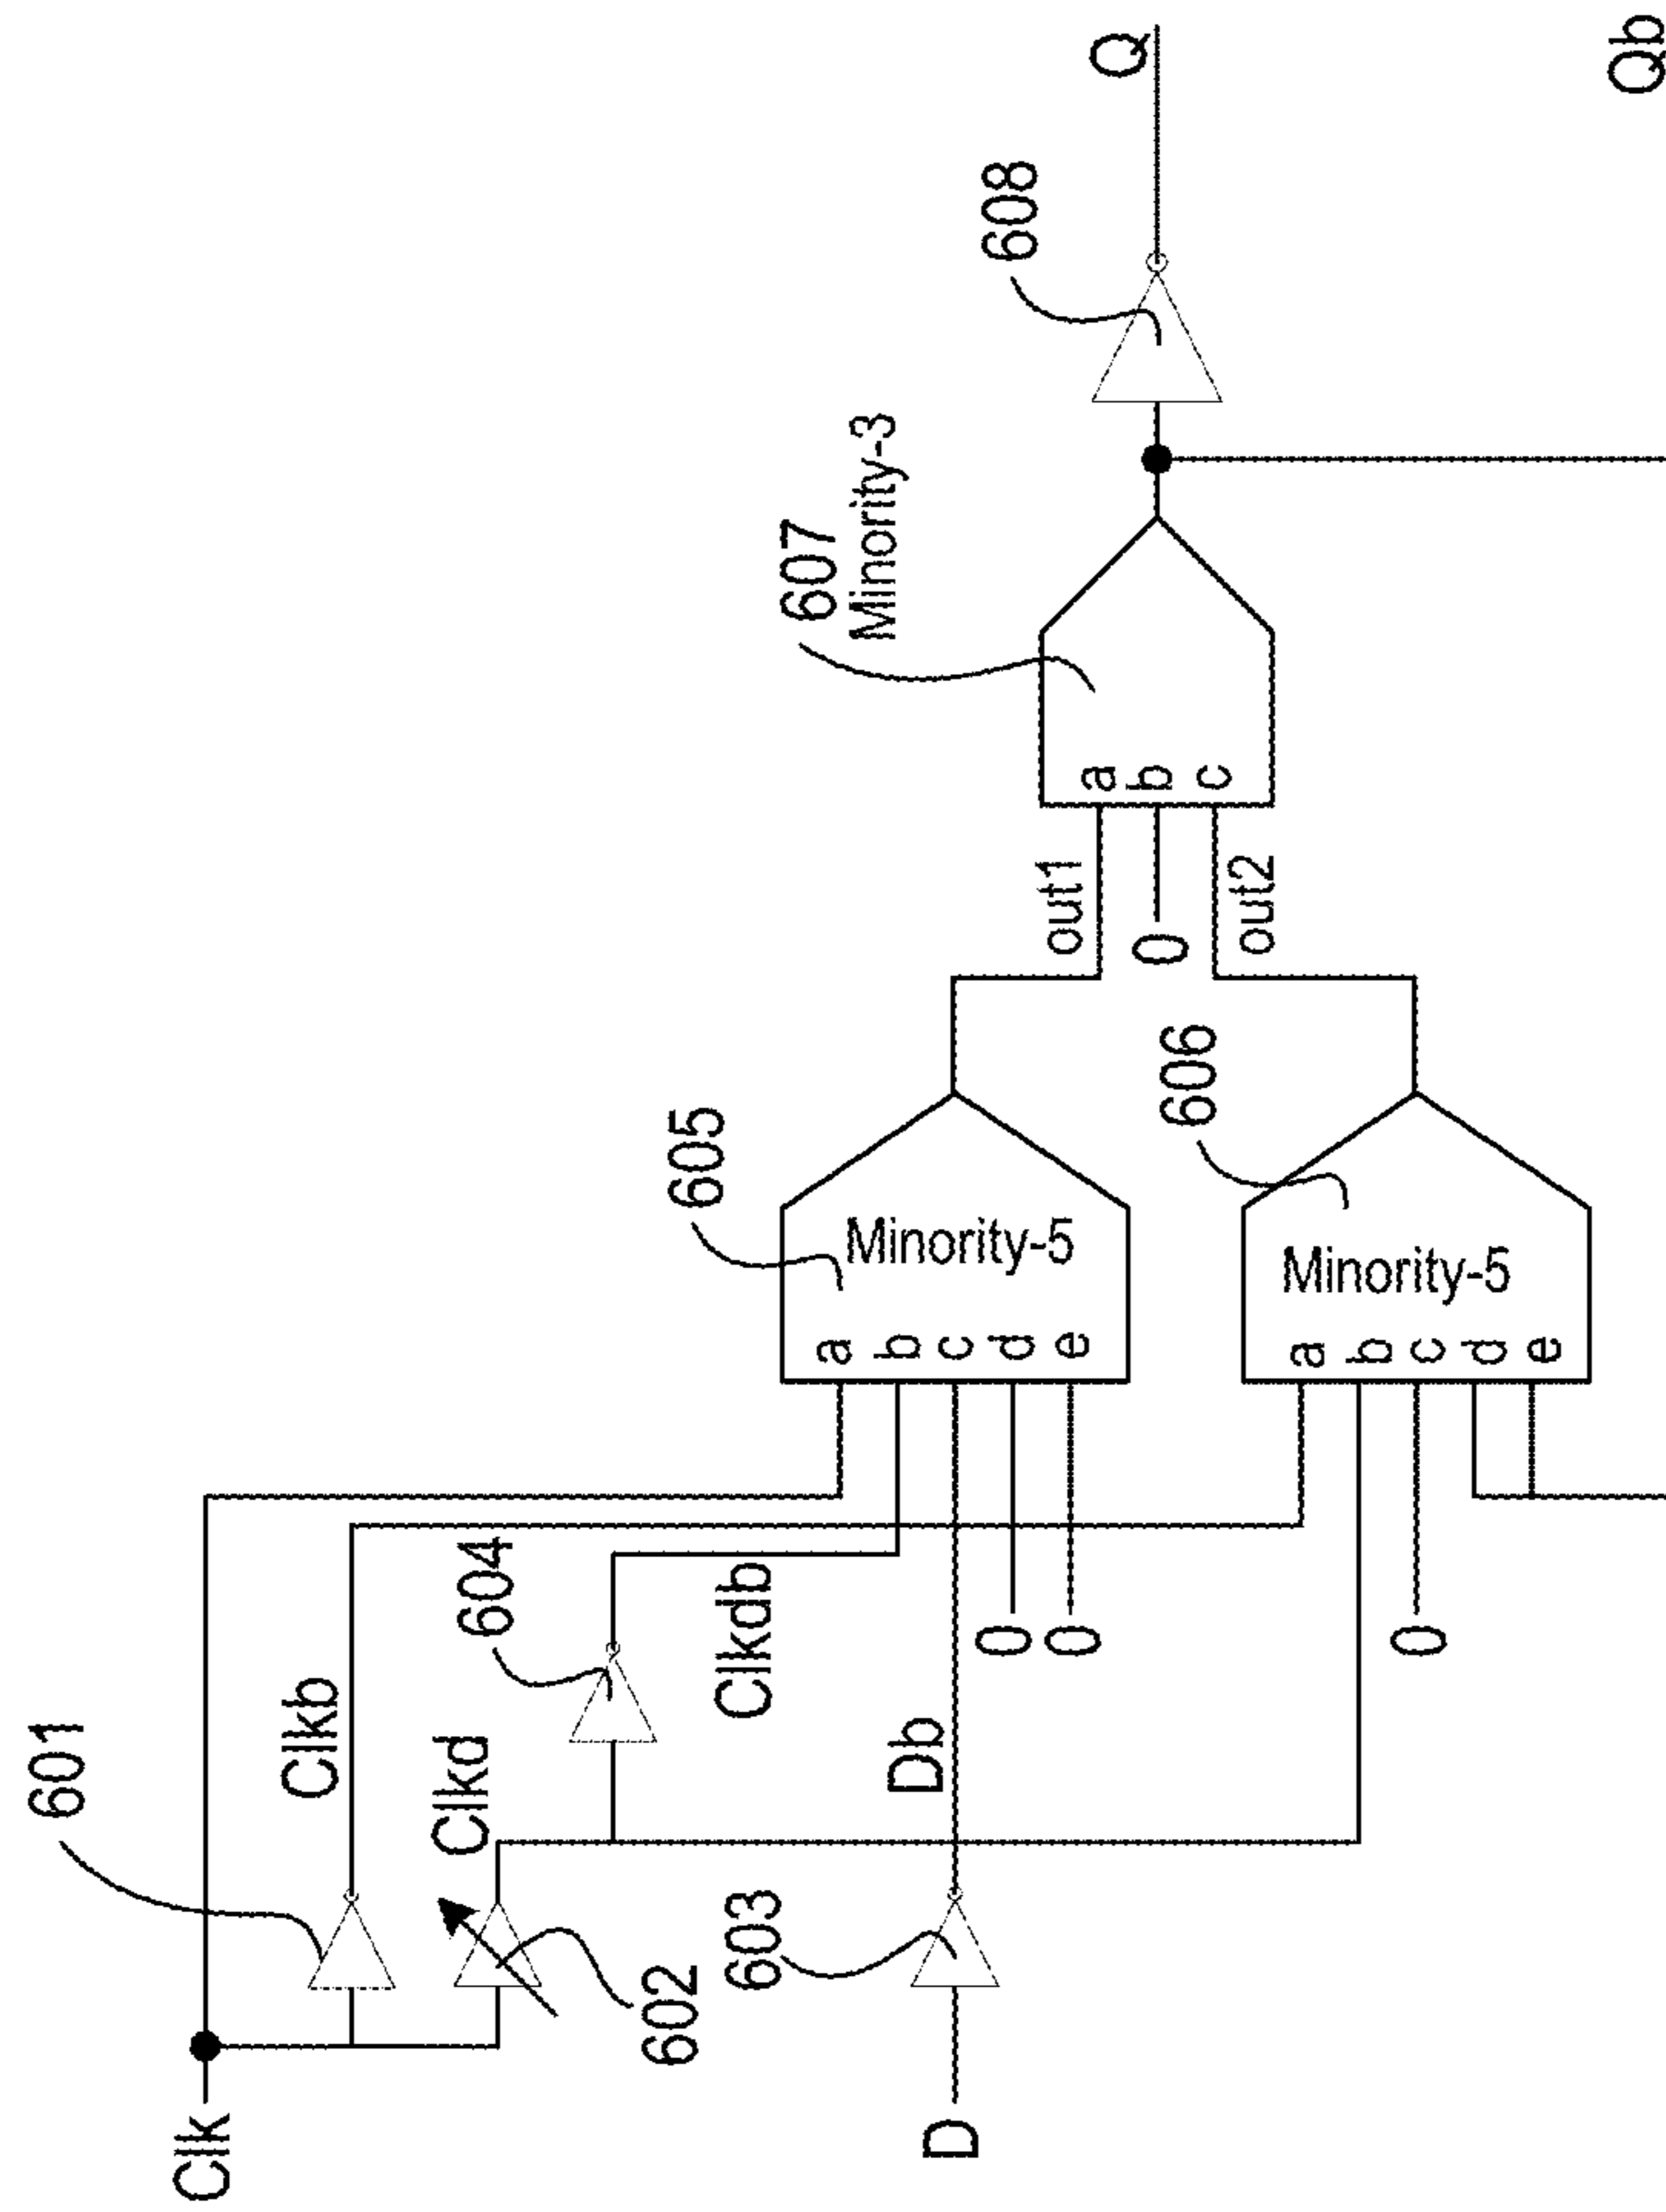 Clk
601
Clkb
Clkd
602
604
Clkdb
D
603
Db
0
0
0
a
b
c
d
e
Minority-5
605
a
b
c
d
e
Minority-5
606
out1
0
out2
a
b
c
607
Minority-3
608
Q
Qb